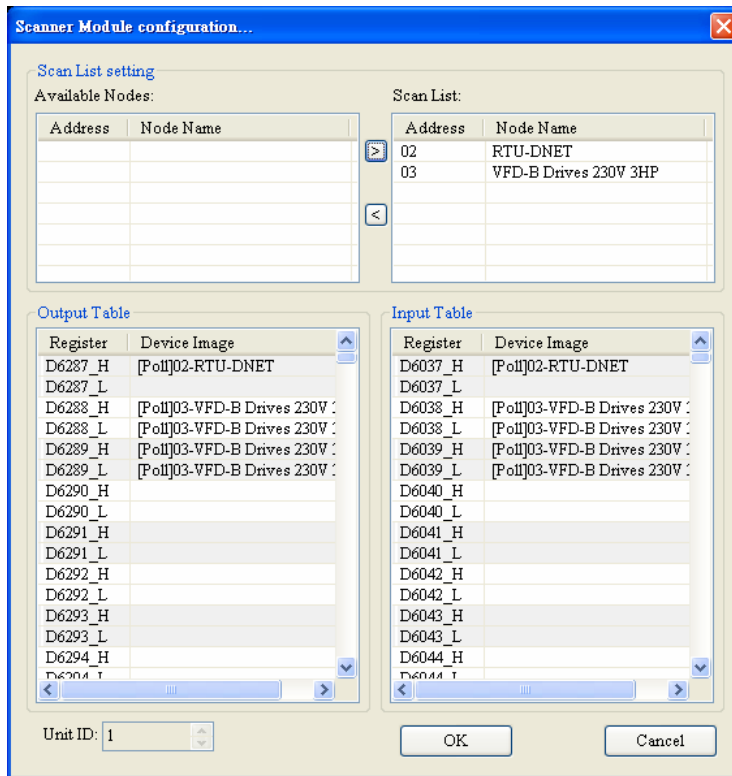 Scanner Module configuration...
Scan List setting
Available Nodes:
Address Node Name
>
<
Scan List:
Address Node Name
02 RTU-DNET
03 VFD-B Drives 230V 3HP
Output Table
Register Device Image
D6287_H [Poll]02-RTU-DNET
D6287_L
D6288_H [Poll]03-VFD-B Drives 230V
D6288_L [Poll]03-VFD-B Drives 230V
D6289_H [Poll]03-VFD-B Drives 230V
D6289_L [Poll]03-VFD-B Drives 230V
D6290_H
D6290_L
D6291_H
D6291_L
D6292_H
D6292_L
D6293_H
D6293_L
D6294_H
D6294_L
Input Table
Register Device Image
D6037_H [Poll]02-RTU-DNET
D6037_L
D6038_H [Poll]03-VFD-B Drives 230V
D6038_L [Poll]03-VFD-B Drives 230V
D6039_H [Poll]03-VFD-B Drives 230V
D6039_L [Poll]03-VFD-B Drives 230V
D6040_H
D6040_L
D6041_H
D6041_L
D6042_H
D6042_L
D6043_H
D6043_L
D6044_H
D6044_L
Unit ID: 1
OK
Cancel